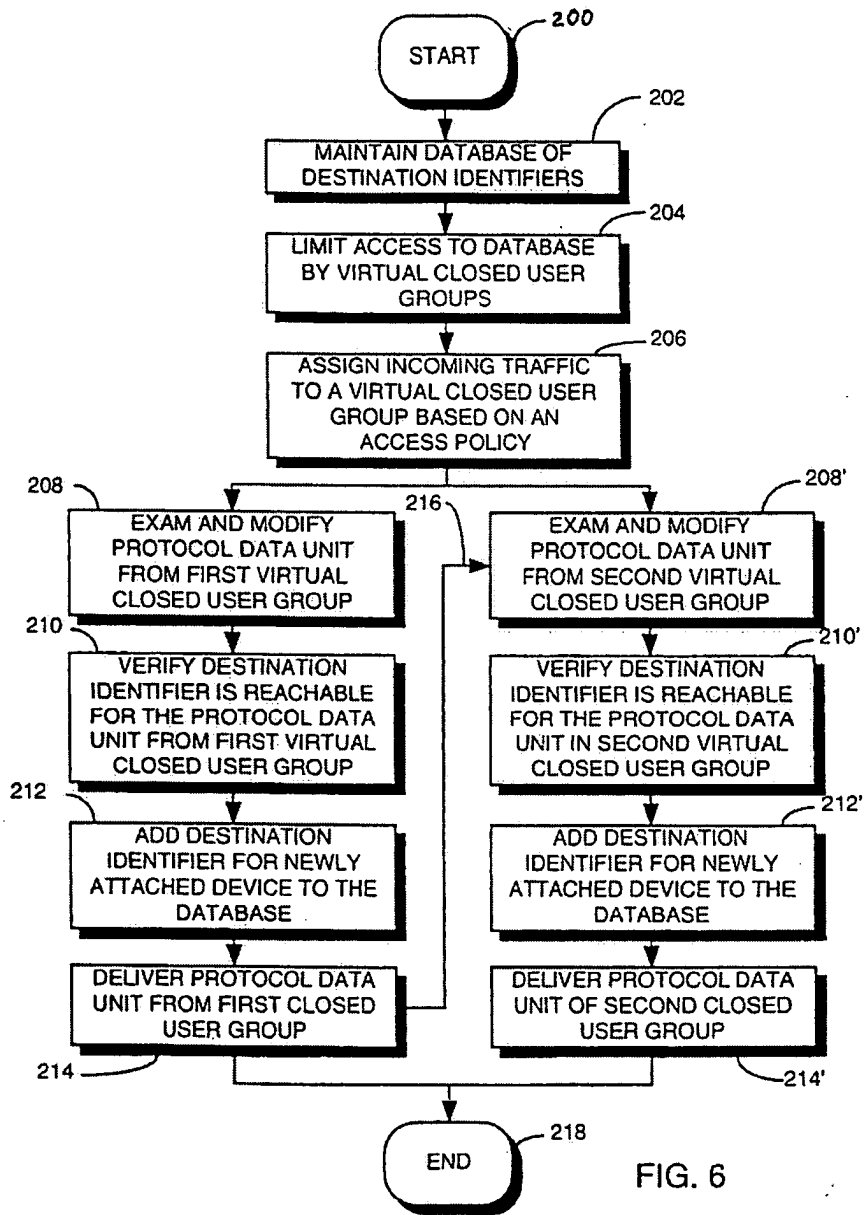 200
START
202
MAINTAIN DATABASE OF
DESTINATION IDENTIFIERS
204
LIMIT ACCESS TO DATABASE
BY VIRTUAL CLOSED USER
GROUPS
206
ASSIGN INCOMING TRAFFIC
TO A VIRTUAL CLOSED USER
GROUP BASED ON AN
ACCESS POLICY
208
EXAM AND MODIFY
PROTOCOL DATA UNIT
FROM FIRST VIRTUAL
CLOSED USER GROUP
216
208'
EXAM AND MODIFY
PROTOCOL DATA UNIT
FROM SECOND VIRTUAL
CLOSED USER GROUP
210
VERIFY DESTINATION
IDENTIFIER IS REACHABLE
FOR THE PROTOCOL DATA
UNIT FROM FIRST VIRTUAL
CLOSED USER GROUP
210'
VERIFY DESTINATION
IDENTIFIER IS REACHABLE
FOR THE PROTOCOL DATA
UNIT IN SECOND VIRTUAL
CLOSED USER GROUP
212
ADD DESTINATION
IDENTIFIER FOR NEWLY
ATTACHED DEVICE TO THE
DATABASE
212'
ADD DESTINATION
IDENTIFIER FOR NEWLY
ATTACHED DEVICE TO THE
DATABASE
DELIVER PROTOCOL DATA
UNIT FROM FIRST CLOSED
USER GROUP
214
DELIVER PROTOCOL DATA
UNIT OF SECOND CLOSED
USER GROUP
214'
218
END
FIG. 6